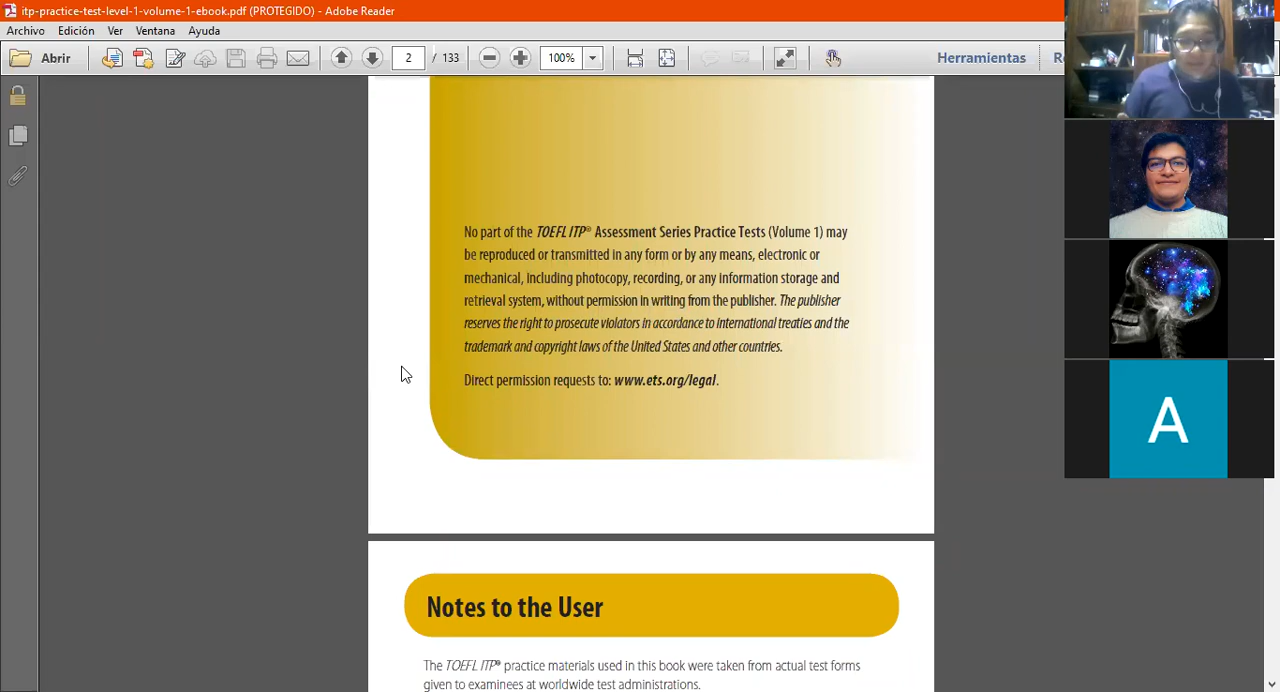 itp-practice-test-level-1-volume-1-ebook.pdf (PROTEGIDO) - Adobe Reader
Archivo Edición Ver Ventana Ayuda
Abrir 2 / 133 100% Herramientas
No part of the TOEFL ITP® Assessment Series Practice Tests (Volume 1) may
be reproduced or transmitted in any form or by any means, electronic or
mechanical, including photocopy, recording, or any information storage and
retrieval system, without permission in writing from the publisher. The publisher
reserves the right to prosecute violators in accordance to international treaties and the
trademark and copyright laws of the United States and other countries.
Direct permission requests to: www.ets.org/legal.
A
Notes to the User
The TOEFL ITP® practice materials used in this book were taken from actual test forms
given to examinees at worldwide test administrations.